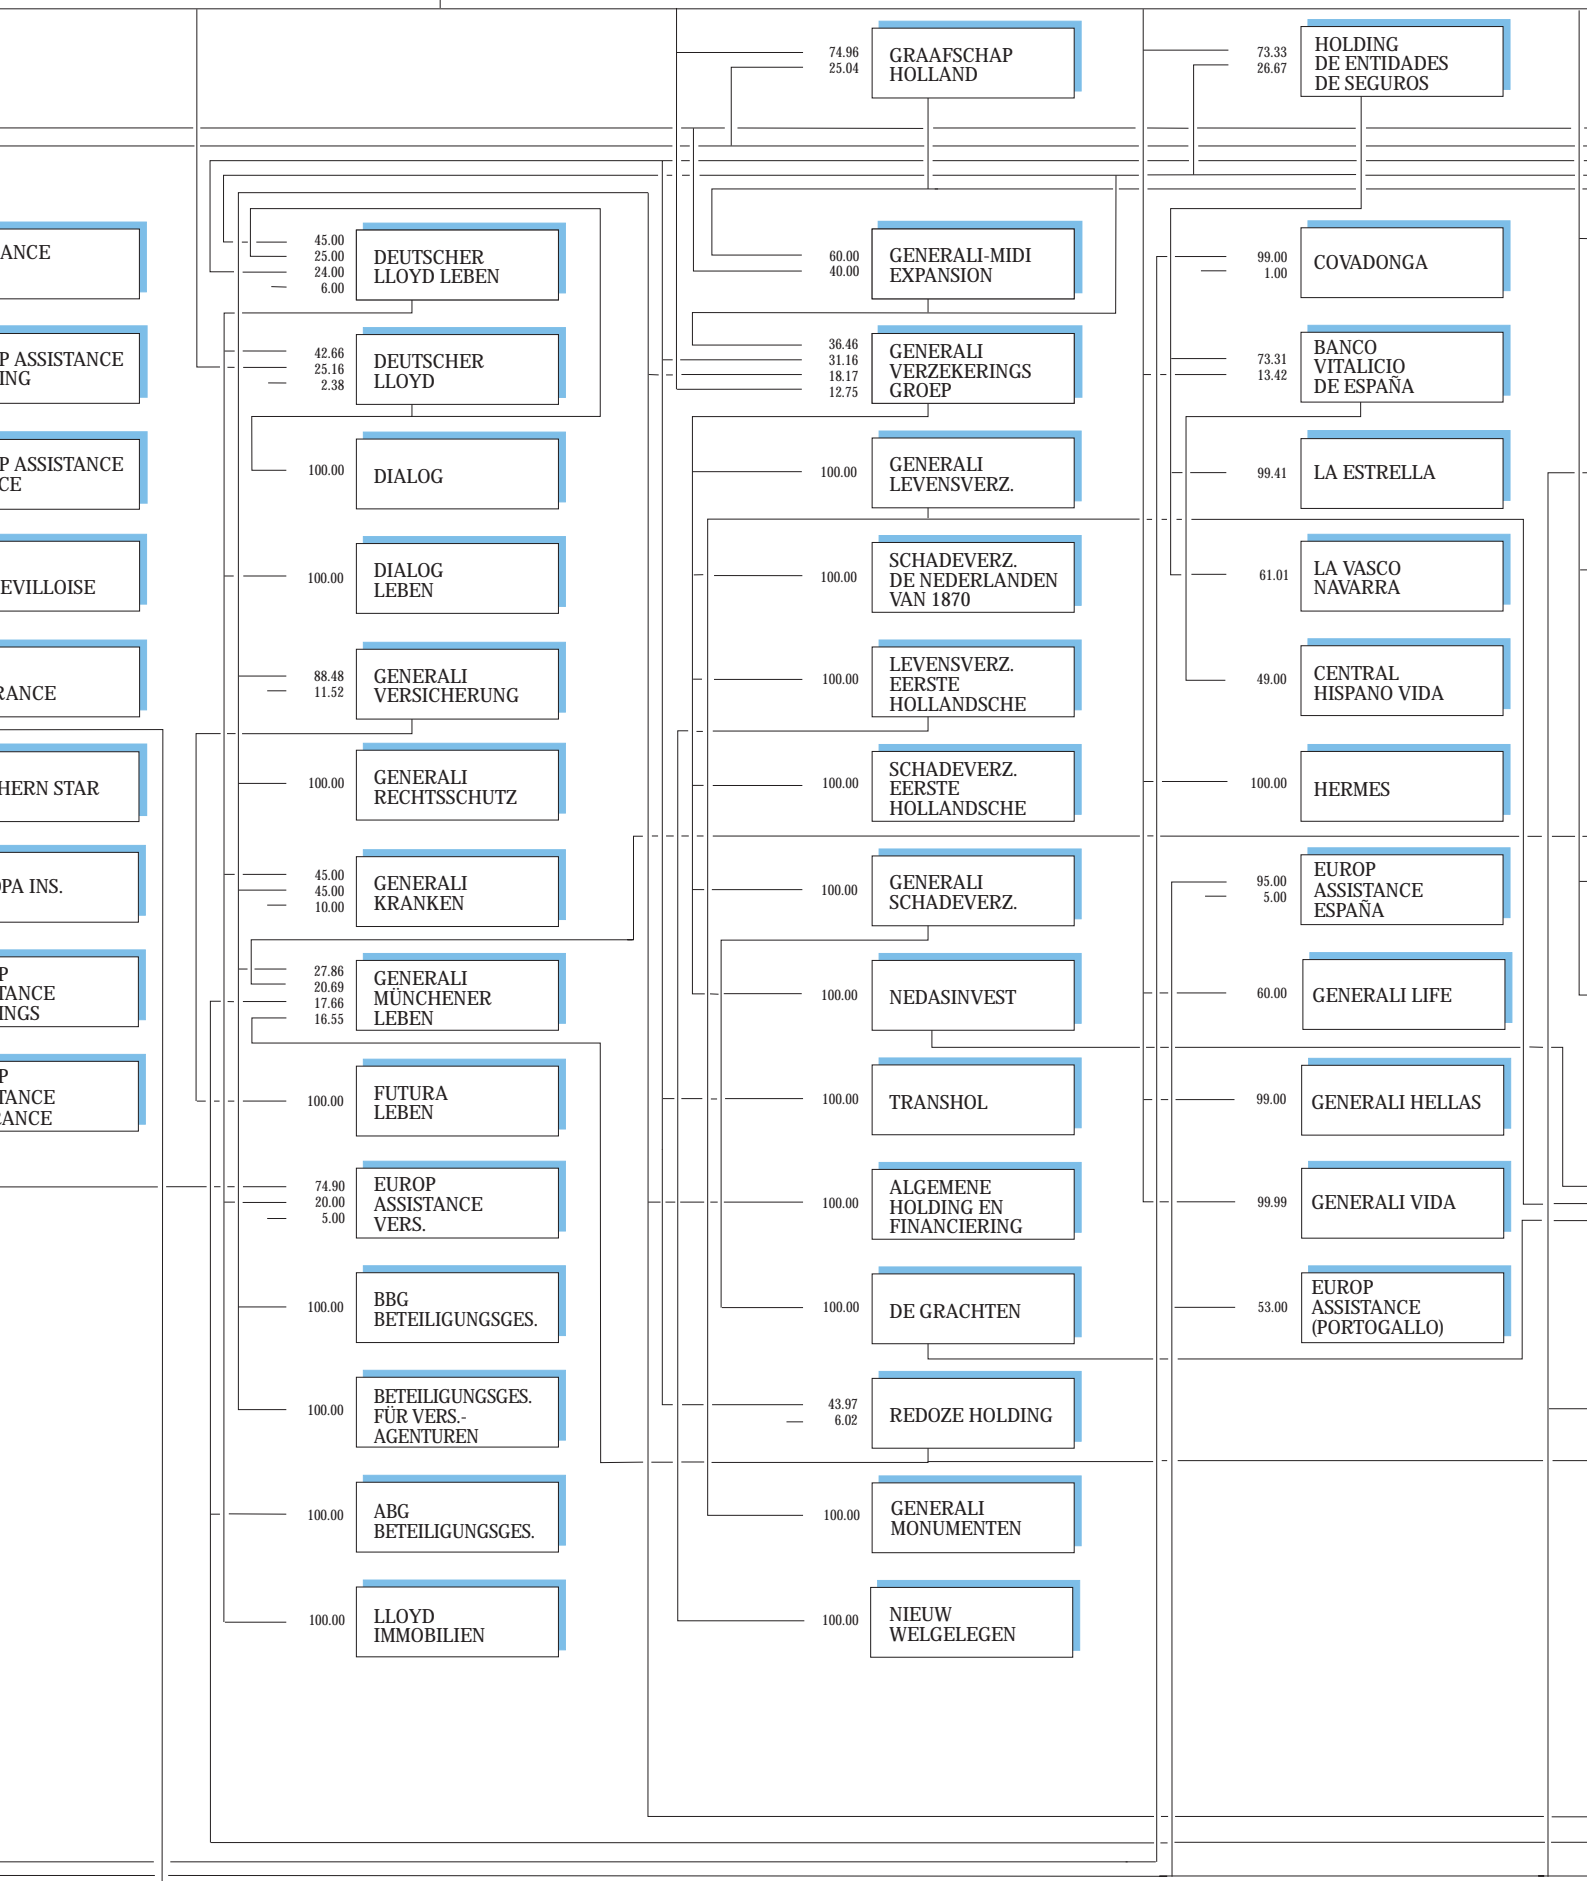 ANCE
P ASSISTANCE
ING
P ASSISTANCE
CE
EVILLOISE
RANCE
HERN STAR
PA INS.
P
TANCE
INGS
P
TANCE
RANCE
45.00
25.00
24.00
6.00
DEUTSCHER
LLOYD LEBEN
42.66
25.16
2.38
DEUTSCHER
LLOYD
100.00
DIALOG
100.00
DIALOG
LEBEN
88.48
11.52
GENERALI
VERSICHERUNG
100.00
GENERALI
RECHTSSCHUTZ
45.00
45.00
10.00
GENERALI
KRANKEN
27.86
20.69
17.66
16.55
GENERALI
MÜNCHENER
LEBEN
100.00
FUTURA
LEBEN
74.90
20.00
5.00
EUROP
ASSISTANCE
VERS.
100.00
BBG
BETEILIGUNGSGES.
100.00
BETEILIGUNGSGES.
FÜR VERS.-
AGENTUREN
100.00
ABG
BETEILIGUNGSGES.
100.00
LLOYD
IMMOBILIEN
74.96
25.04
GRAAFSCHAP
HOLLAND
60.00
40.00
GENERALI-MIDI
EXPANSION
36.46
31.16
18.17
12.75
GENERALI
VERZEKERINGS
GROEP
100.00
GENERALI
LEVENSVERZ.
100.00
SCHADEVERZ.
DE NEDERLANDEN
VAN 1870
100.00
LEVENSVERZ.
EERSTE
HOLLANDSCHE
100.00
SCHADEVERZ.
EERSTE
HOLLANDSCHE
100.00
GENERALI
SCHADEVERZ.
100.00
NEDASINVEST
100.00
TRANSHOL
100.00
ALGEMENE
HOLDING EN
FINANCIERING
100.00
DE GRACHTEN
43.97
6.02
REDOZE HOLDING
100.00
GENERALI
MONUMENTEN
100.00
NIEUW
WELGELEGEN
73.33
26.67
HOLDING
DE ENTIDADES
DE SEGUROS
99.00
1.00
COVADONGA
73.31
13.42
BANCO
VITALICIO
DE ESPAÑA
99.41
LA ESTRELLA
61.01
LA VASCO
NAVARRA
49.00
CENTRAL
HISPANO VIDA
100.00
HERMES
95.00
5.00
EUROP
ASSISTANCE
ESPAÑA
60.00
GENERALI LIFE
99.00
GENERALI HELLAS
99.99
GENERALI VIDA
53.00
EUROP
ASSISTANCE
(PORTOGALLO)